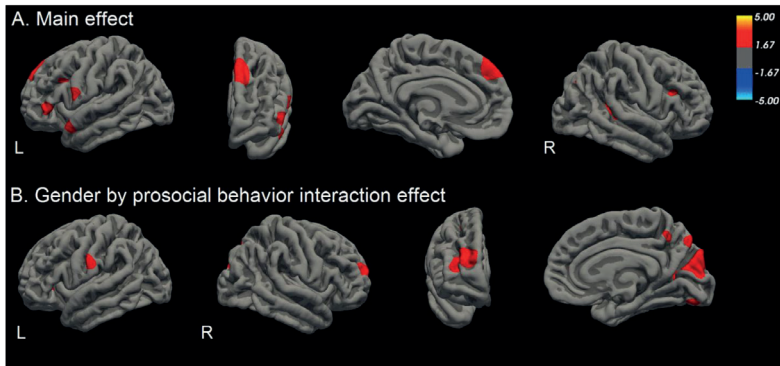 A. Main effect
5.00
1.67
-1.67
-5.00
L
R
B. Gender by prosocial behavior interaction effect
L
R